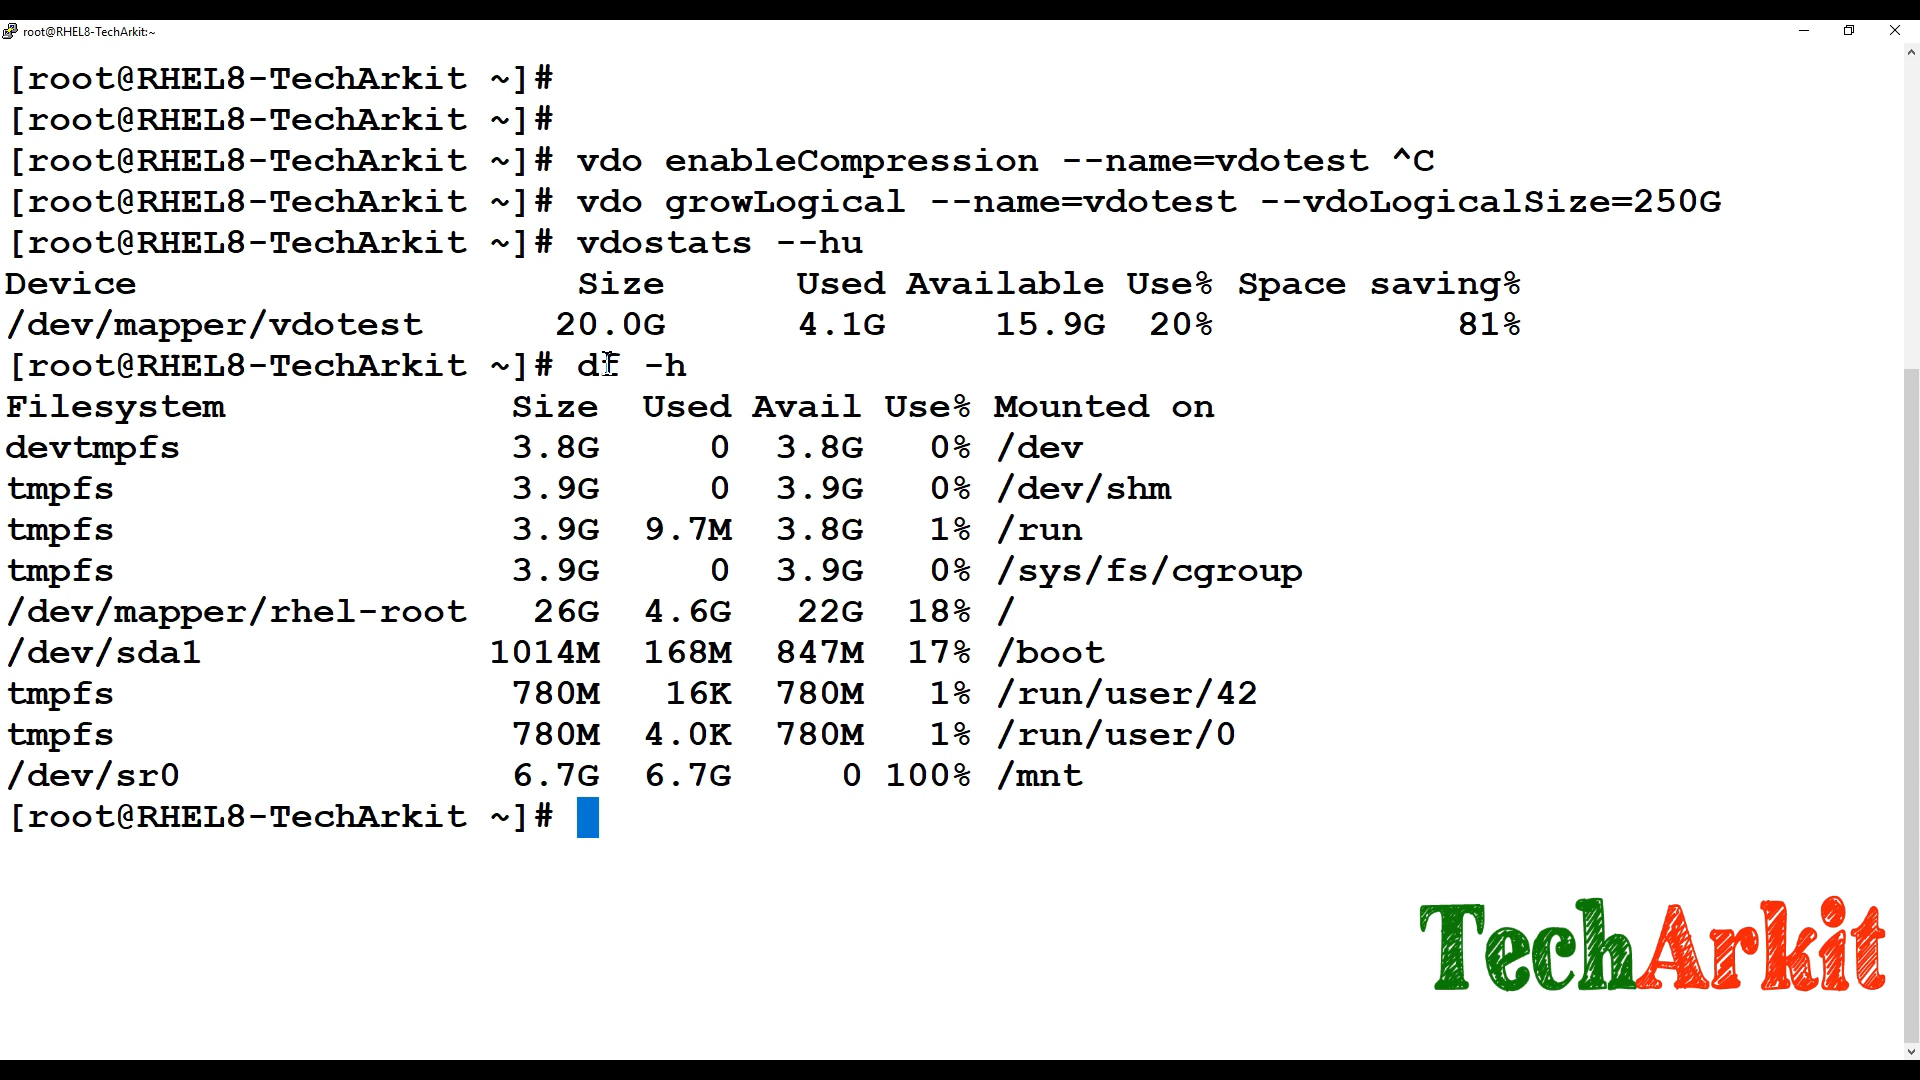 root@RHEL8-TechArkit:~
[root@RHEL8-TechArkit ~]#
[root@RHEL8-TechArkit ~]#
[root@RHEL8-TechArkit ~]# vdo enableCompression --name=vdotest ^C
[root@RHEL8-TechArkit ~]# vdo growLogical --name=vdotest --vdoLogicalSize=250G
[root@RHEL8-TechArkit ~]# vdostats --hu
Device Size Used Available Use% Space saving%
/dev/mapper/vdotest 20.0G 4.1G 15.9G 20% 81%
[root@RHEL8-TechArkit ~]# df -h
Filesystem Size Used Avail Use% Mounted on
devtmpfs 3.8G 0 3.8G 0% /dev
tmpfs 3.9G 0 3.9G 0% /dev/shm
tmpfs 3.9G 9.7M 3.8G 1% /run
tmpfs 3.9G 0 3.9G 0% /sys/fs/cgroup
/dev/mapper/rhel-root 26G 4.6G 22G 18% /
/dev/sda1 1014M 168M 847M 17% /boot
tmpfs 780M 16K 780M 1% /run/user/42
tmpfs 780M 4.0K 780M 1% /run/user/0
/dev/sr0 6.7G 6.7G 0 100% /mnt
[root@RHEL8-TechArkit ~]#
TechArkit